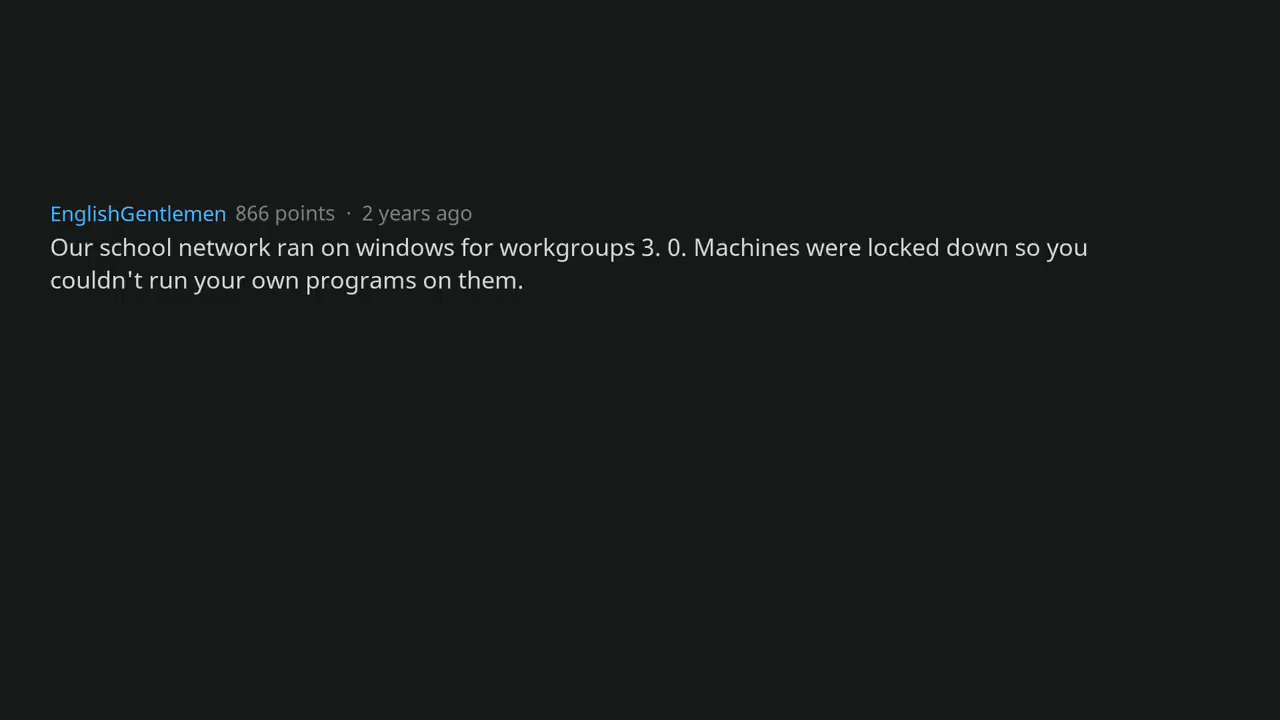 EnglishGentlemen 866 points · 2 years ago
Our school network ran on windows for workgroups 3. 0. Machines were locked down so you
couldn't run your own programs on them.